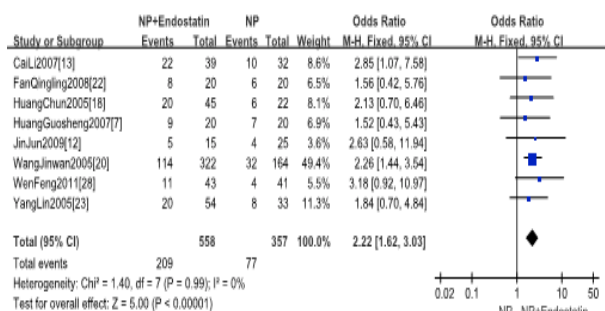 NP+Endostatin NP Odds Ratio Odds Ratio
Study or Subgroup Events Total Events Total Weight M-H. Fixed. 95% CI M-H. Fixed. 95% CI
CaiLi2007[13] 22 39 10 32 8.6% 2.85 [1.07, 7.58]
FanQingling2008[22] 8 20 6 20 6.2% 1.56 [0.42, 5.76]
HuangChun2005[18] 20 45 6 22 7.8% 2.13 [0.70, 6.46]
HuangGuosheng2007[7] 9 20 7 20 6.7% 1.52 [0.43, 5.43]
JinJun2009[12] 5 15 4 25 3.4% 2.63 [0.58, 11.94]
WangJinwan2005[20] 114 322 32 164 49.4% 2.26 [1.44, 3.54]
WenFeng2011[28] 11 43 4 41 5.1% 3.18 [0.92, 10.97]
YangLin2005[23] 20 54 8 33 11.3% 1.84 [0.70, 4.84]
Total (95% CI) 558 357 100.0% 2.22 [1.62, 3.03]
Total events 209 77
Heterogeneity: Chi² = 1.40, df = 7 (P = 0.99); I² = 0%
Test for overall effect: Z = 5.00 (P < 0.00001)
0.02 0.1 1 10 50
NP NP+Endostatin